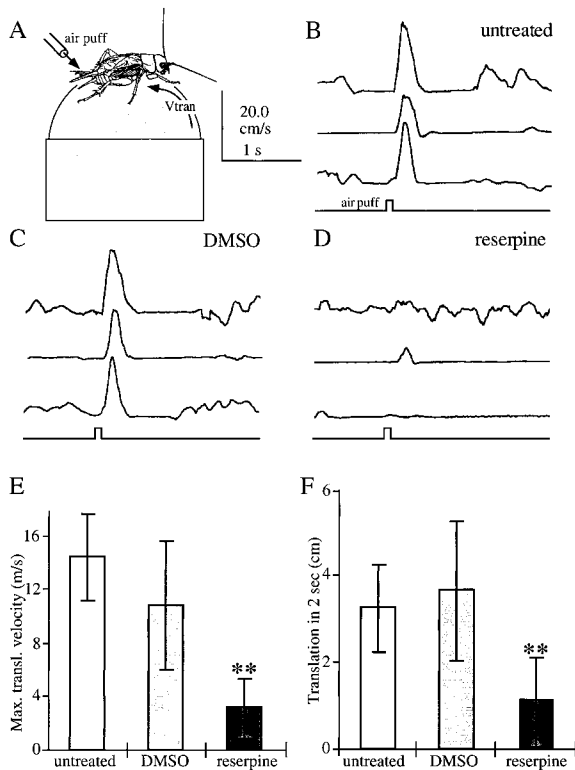 A
air puff
Vtran
20.0
cm/s
1 s
B
untreated
air puff
C
DMSO
D
reserpine
E
Max. transl. velocity (m/s)
16
12
8
4
0
**
untreated
DMSO
reserpine
F
Translation in 2 sec (cm)
6
4
2
0
**
untreated
DMSO
reserpine